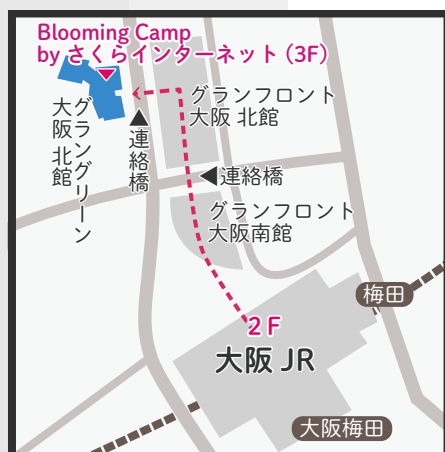 Blooming Camp
by さくらインターネット（3F）
グラングリーン
大阪 北館
▲
連絡橋
グランフロント
大阪 北館
◀連絡橋
グランフロント
大阪南館
梅田
2F
大阪 JR
大阪梅田